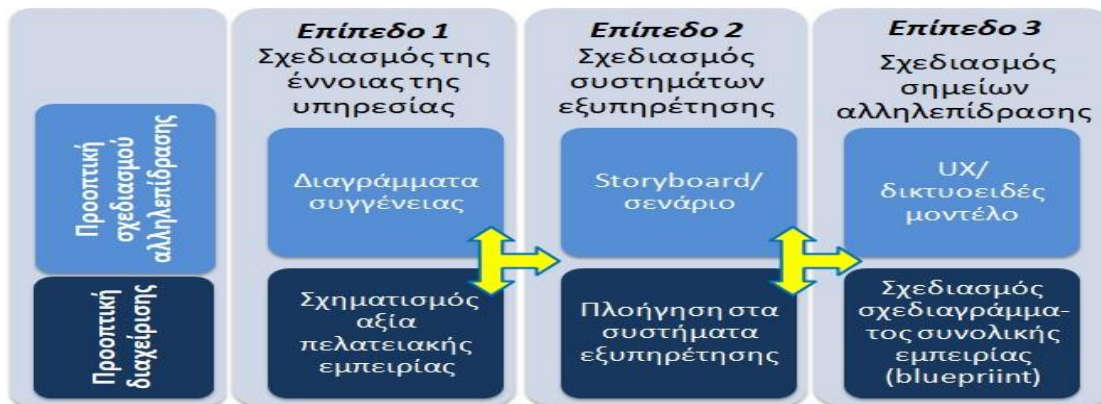 Επίπεδο 1
Σχεδιασμός της
έννοιας της
υπηρεσίας
Επίπεδο 2
Σχεδιασμός
συστημάτων
εξυπηρέτησης
Επίπεδο 3
Σχεδιασμός
σημείων
αλληλεπίδρασης
Προοπτική
σχεδιασμού
αλληλεπίδρασης
Διαγράμματα
συγγένειας
Storyboard/
σενάριο
UX/
δικτυοειδές
μοντέλο
Προοπτική
διαχείρισης
Σχηματισμός
αξία
πελατειακής
εμπειρίας
Πλοήγηση στα
συστήματα
εξυπηρέτησης
Σχεδιασμός
σχεδιαγράμμα-
τος συνολικής
εμπειρίας
(bluepriint)